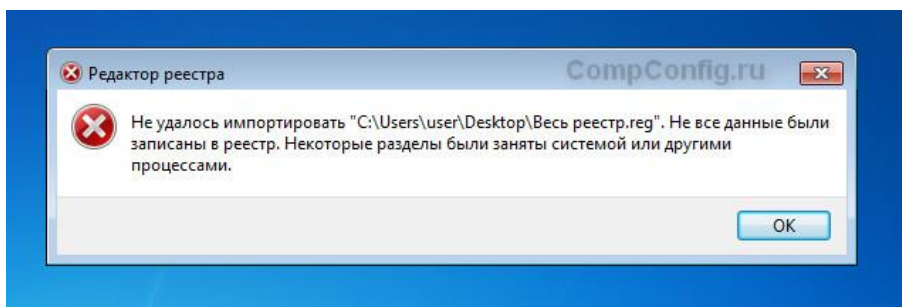 Редактор реестра
CompConfig.ru
Не удалось импортировать "C:\Users\user\Desktop\Весь реестр.reg". Не все данные были
записаны в реестр. Некоторые разделы были заняты системой или другими
процессами.
OK